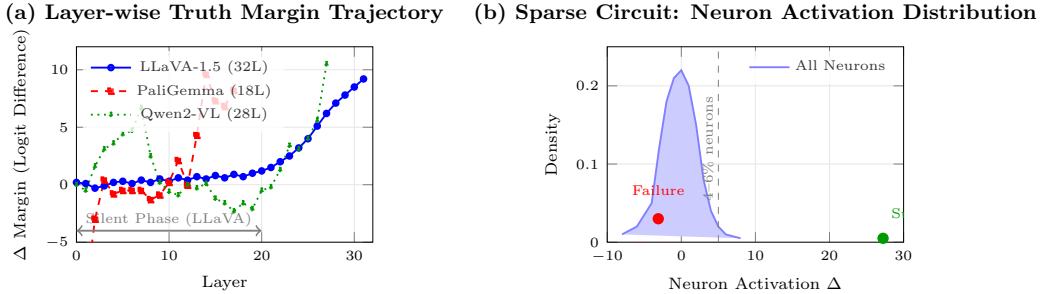 (a) Layer-wise Truth Margin Trajectory
Δ Margin (Logit Difference)
10
5
0
−5
LLaVA-1.5 (32L)
PaliGemma (18L)
Qwen2-VL (28L)
Silent Phase (LLaVA)
0
10
20
30
Layer
(b) Sparse Circuit: Neuron Activation Distribution
Density
0.2
0.1
0
All Neurons
6% neurons
Failure
−10
0
10
20
30
Neuron Activation Δ